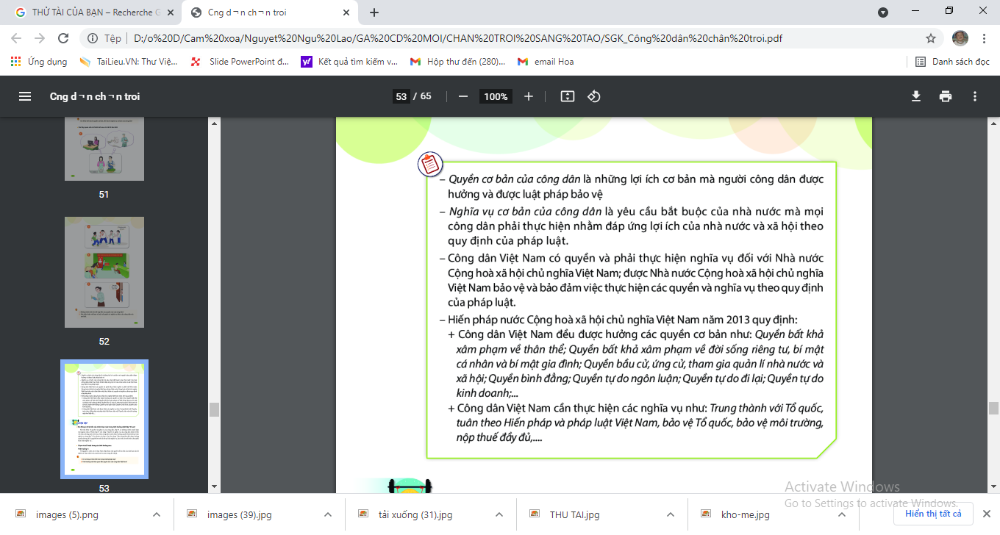 THỬ TÀI CỦA BẠN – Recherche G
Cng d ¬ n ch ¬ n troi
Tệp
D:/o%20D/Cam%20xoa/Nguyet%20Ngu%20Lao/GA%20CD%20MOI/CHAN%20TROI%20SANG%20TAO/SGK_Công%20dân%20chân%20troi.pdf
Ứng dụng
TaiLieu.VN: Thư Việ...
Slide PowerPoint đ...
Kết quả tìm kiếm v...
Hộp thư đến (280)...
email Hoa
Danh sách đọc
Cng d ¬ n ch ¬ n troi
53 / 65
100%
51
52
53
– Quyền cơ bản của công dân là những lợi ích cơ bản mà người công dân được
hưởng và được luật pháp bảo vệ
– Nghĩa vụ cơ bản của công dân là yêu cầu bắt buộc của nhà nước mà mọi
công dân phải thực hiện nhằm đáp ứng lợi ích của nhà nước và xã hội theo
quy định của pháp luật.
– Công dân Việt Nam có quyền và phải thực hiện nghĩa vụ đối với Nhà nước
Cộng hoà xã hội chủ nghĩa Việt Nam; được Nhà nước Cộng hoà xã hội chủ nghĩa
Việt Nam bảo vệ và bảo đảm việc thực hiện các quyền và nghĩa vụ theo quy định
của pháp luật.
– Hiến pháp nước Cộng hoà xã hội chủ nghĩa Việt Nam năm 2013 quy định:
+ Công dân Việt Nam đều được hưởng các quyền cơ bản như: Quyền bất khả
xâm phạm về thân thể; Quyền bất khả xâm phạm về đời sống riêng tư, bí mật
cá nhân và bí mật gia đình; Quyền bầu cử, ứng cử, tham gia quản lí nhà nước và
xã hội; Quyền bình đẳng; Quyền tự do ngôn luận; Quyền tự do đi lại; Quyền tự do
kinh doanh;...
+ Công dân Việt Nam cần thực hiện các nghĩa vụ như: Trung thành với Tổ quốc,
tuân theo Hiến pháp và pháp luật Việt Nam, bảo vệ Tổ quốc, bảo vệ môi trường,
nộp thuế đầy đủ,....
Activate Windows
Go to Settings to activate Windows.
images (5).png
images (39).jpg
tải xuống (31).jpg
THU TAI.jpg
kho-me.jpg
Hiển thị tất cả